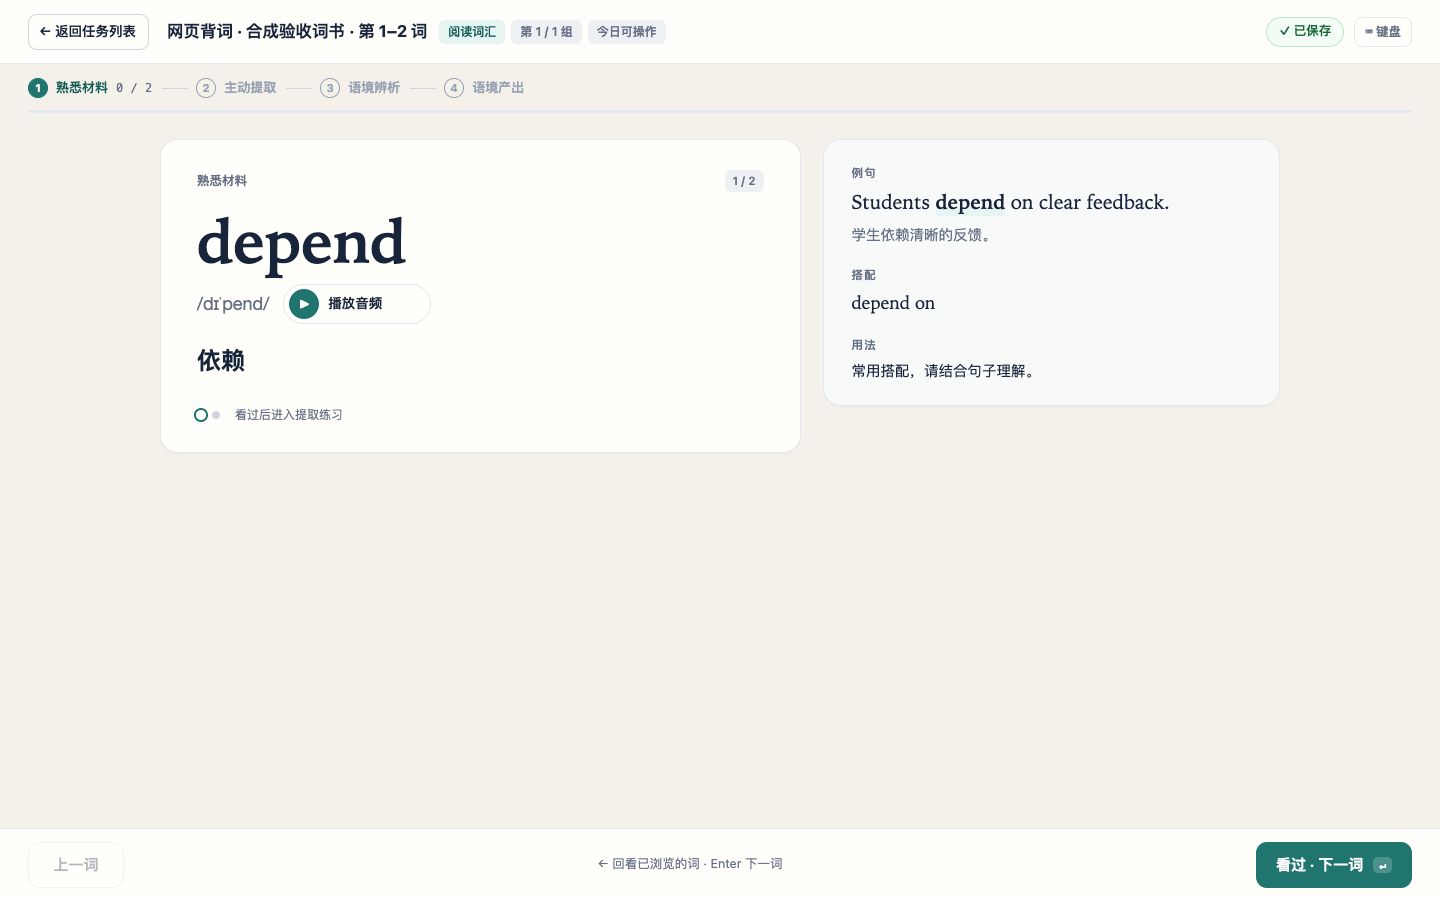 ← 返回任务列表 网页背词 · 合成验收词书 · 第 1–2 词 阅读词汇 第 1 / 1 组 今日可操作 ✓ 已保存 ⌨ 键盘
1 熟悉材料 0 / 2 2 主动提取 3 语境辨析 4 语境产出
熟悉材料 1 / 2
depend
/dɪˈpend/ 播放音频
依赖
看过后进入提取练习
例句
Students depend on clear feedback.
学生依赖清晰的反馈。
搭配
depend on
用法
常用搭配，请结合句子理解。
上一词 ← 回看已浏览的词 · Enter 下一词 看过 · 下一词 ↵